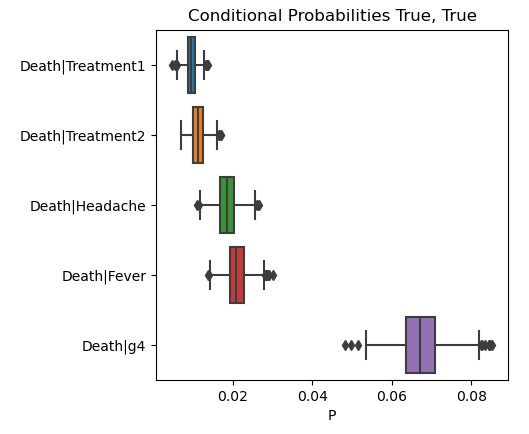 Conditional Probabilities True, True
Death|Treatment1
Death|Treatment2
Death|Headache
Death|Fever
Death|g4
0.02 0.04 0.06 0.08
P